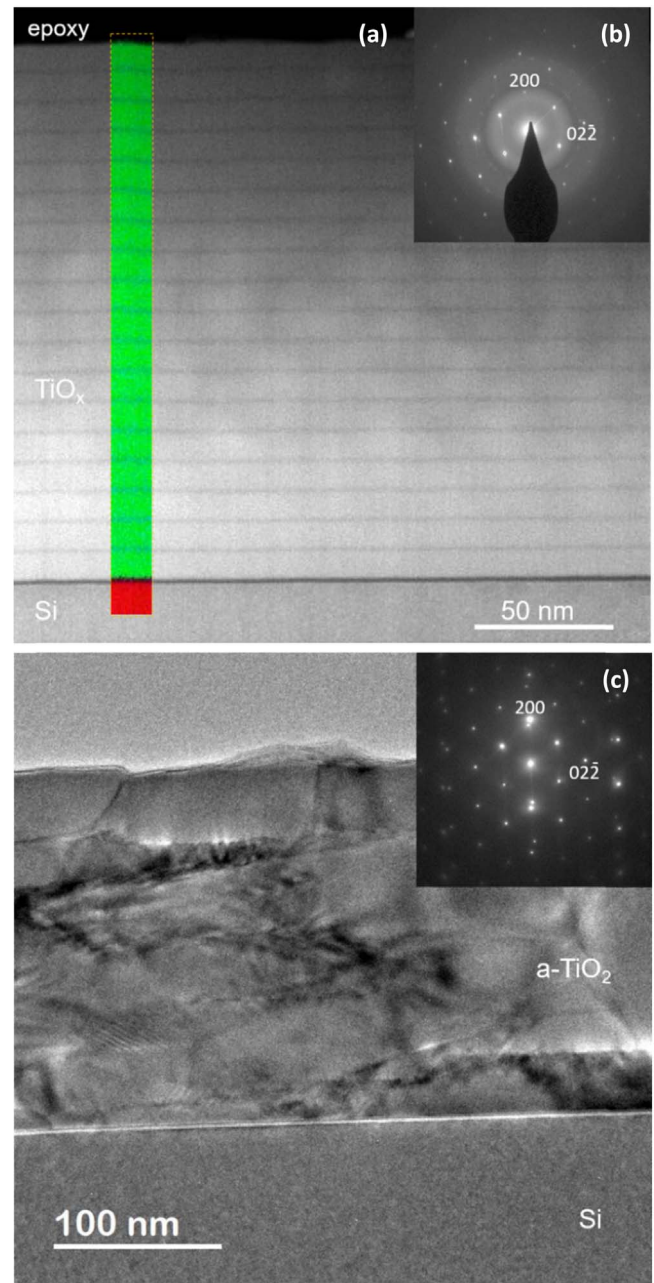 epoxy
(a)
(b)
200
022̄
TiOₓ
Si
50 nm
(c)
200
022̄
a-TiO₂
100 nm
Si